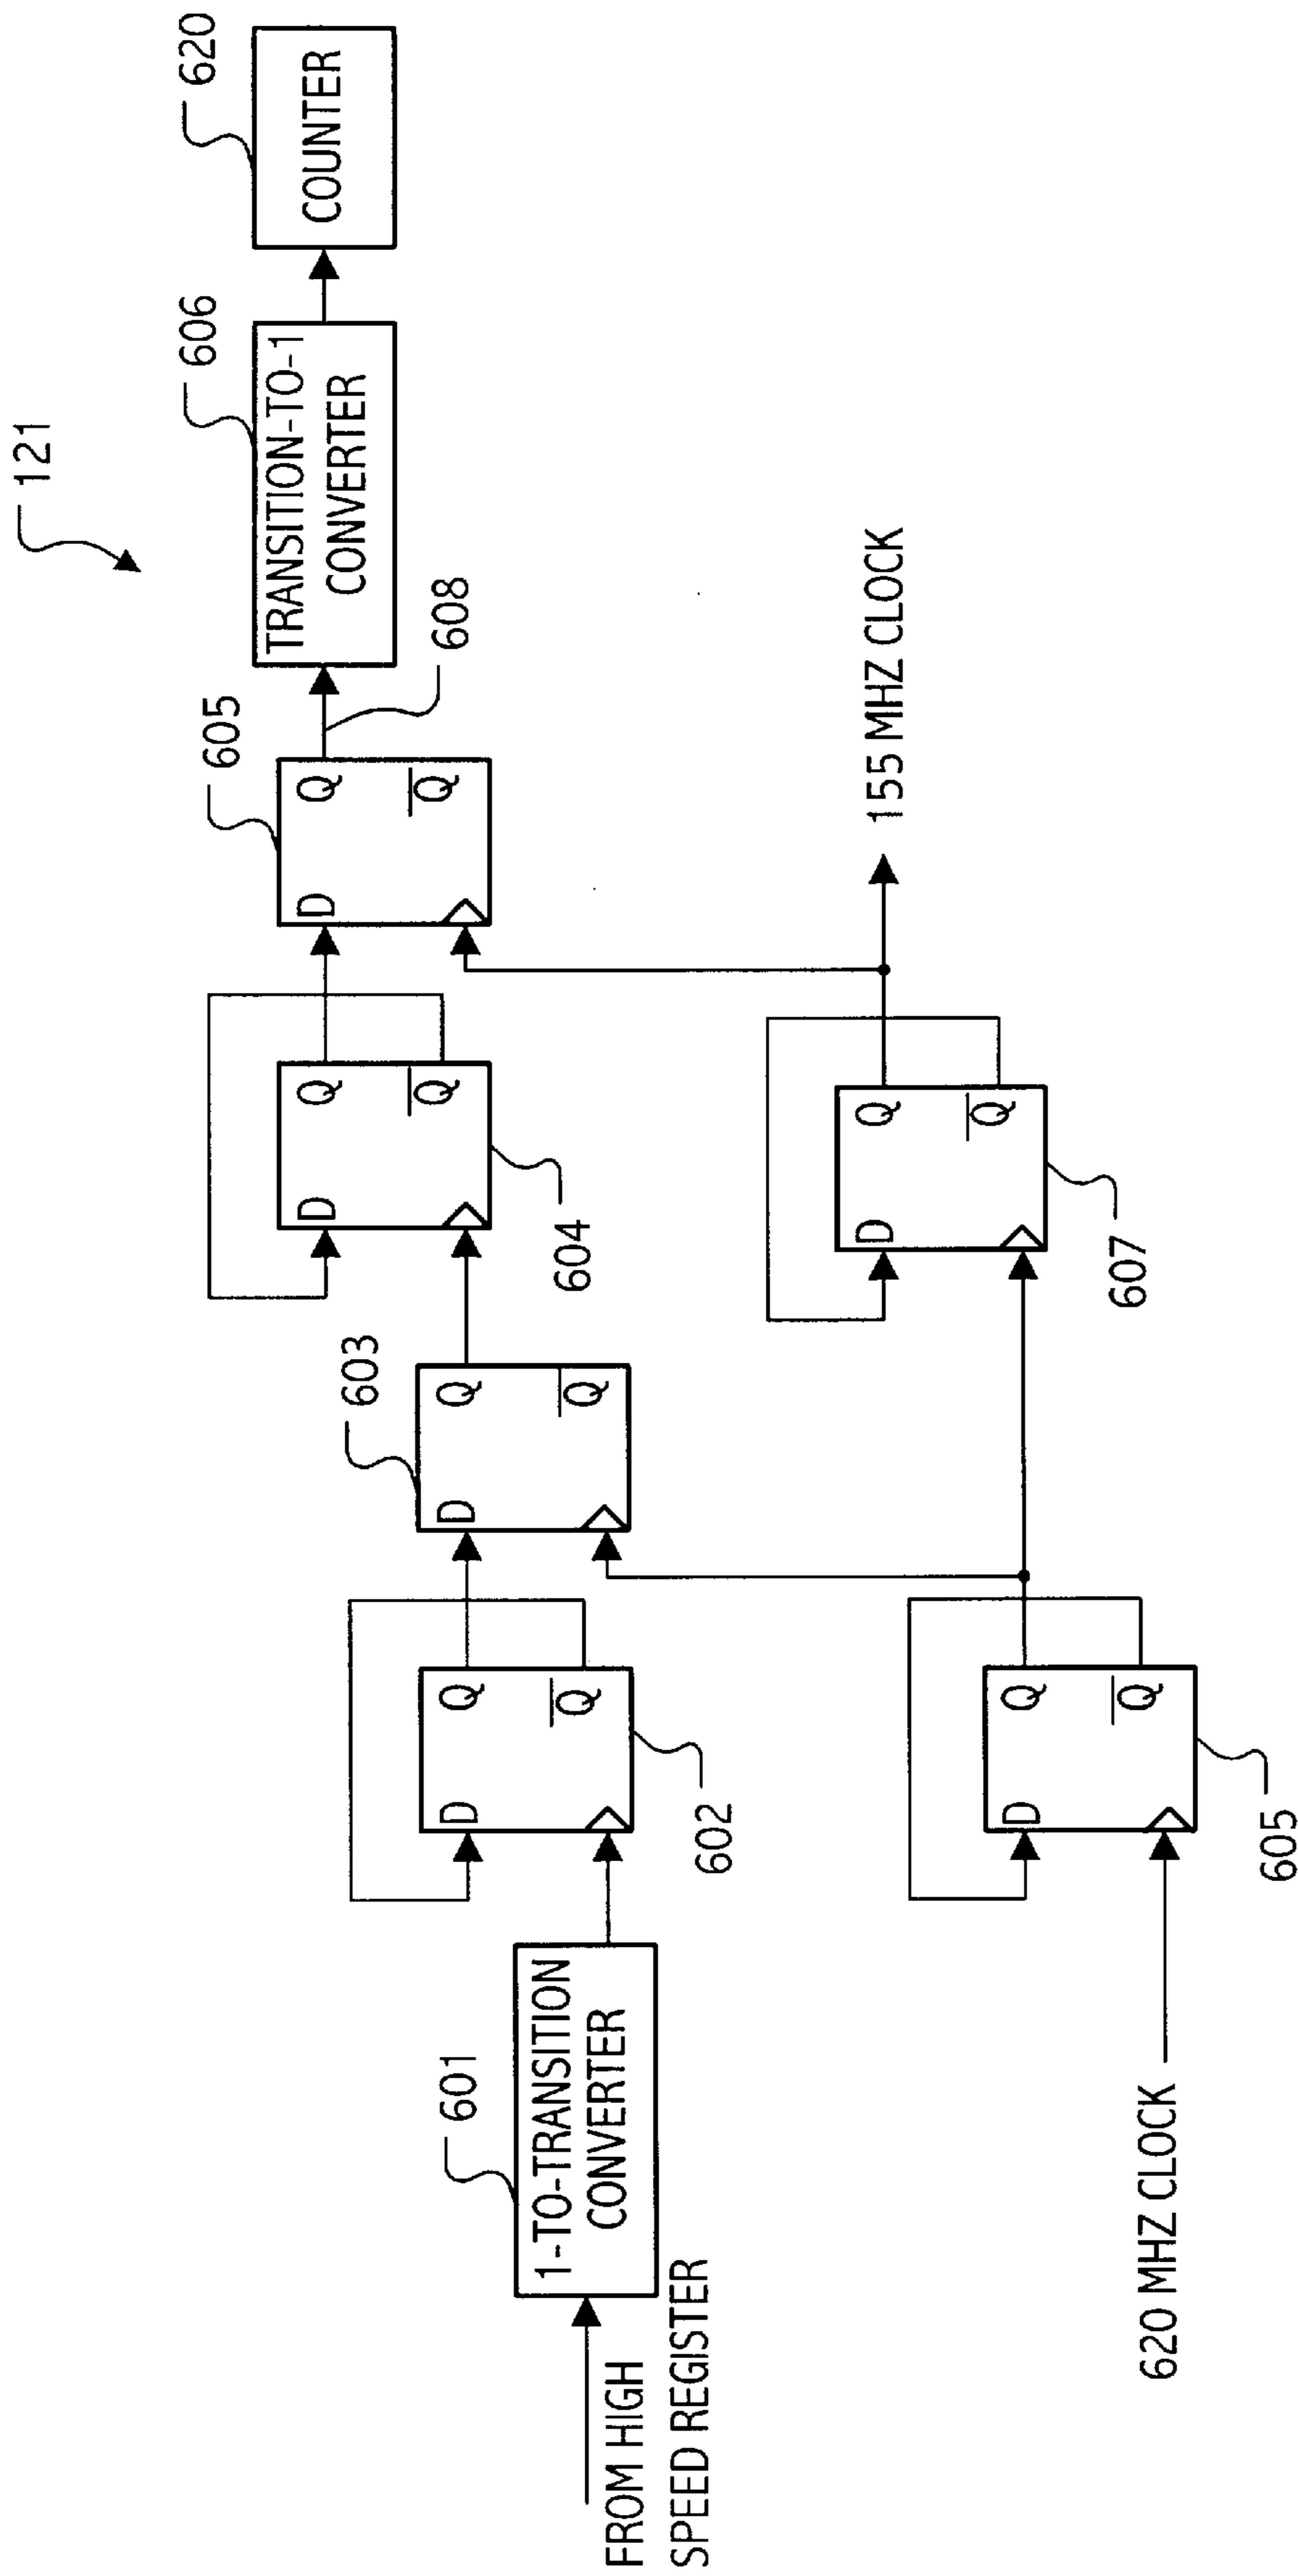 121
FROM HIGH
SPEED REGISTER
601
1-TO-TRANSITION
CONVERTER
602
D
Q
Q
603
D
Q
Q
604
D
Q
Q
605
D
Q
Q
608
606
TRANSITION-TO-1
CONVERTER
620
COUNTER
620 MHZ CLOCK
605
D
Q
Q
607
D
Q
Q
155 MHZ CLOCK